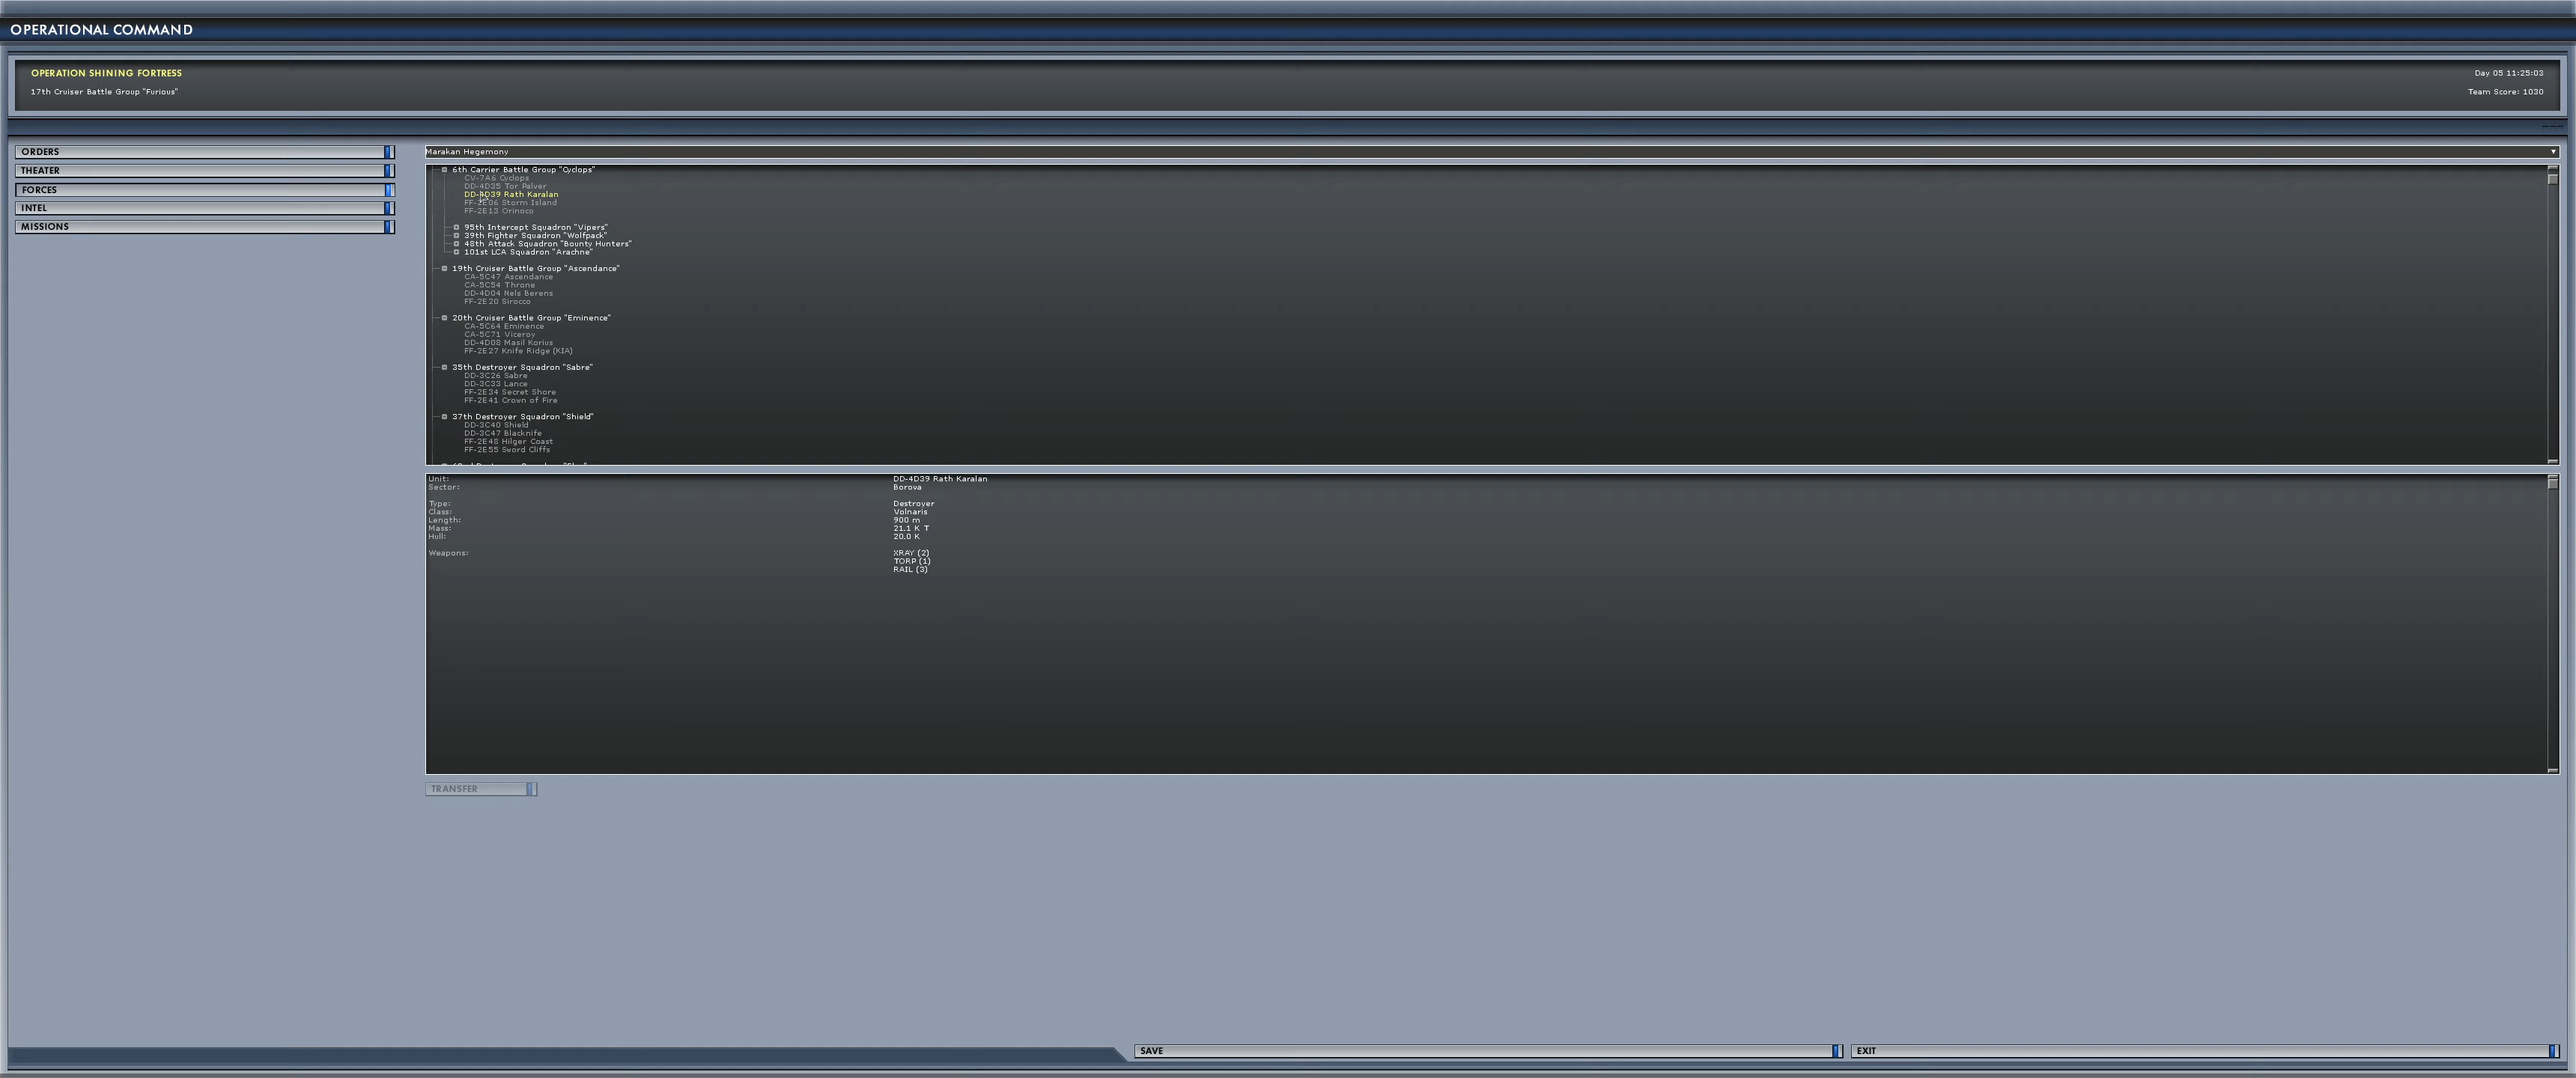 OPERATIONAL COMMAND
OPERATION SHINING FORTRESS
Day 05 11:25:03
17th Cruiser Battle Group "Furious"
Team Score: 1030
ORDERS
THEATER
FORCES
INTEL
MISSIONS
Marakan Hegemony
6th Carrier Battle Group "Cyclops"
CV-7A6 Cyclops
DD-4D35 Tor Palver
DD-4D39 Rath Karalan
FF-2E06 Storm Island
FF-2E13 Orinoco
95th Intercept Squadron "Vipers"
39th Fighter Squadron "Wolfpack"
48th Attack Squadron "Bounty Hunters"
101st LCA Squadron "Arachne"
19th Cruiser Battle Group "Ascendance"
CA-5C47 Ascendance
CA-5C54 Throne
DD-4D04 Nels Berens
FF-2E20 Sirocco
20th Cruiser Battle Group "Eminence"
CA-5C64 Eminence
CA-5C71 Viceroy
DD-4D08 Masil Korius
FF-2E27 Knife Ridge (KIA)
35th Destroyer Squadron "Sabre"
DD-3C26 Sabre
DD-3C33 Lance
FF-2E34 Secret Shore
FF-2E41 Crown of Fire
37th Destroyer Squadron "Shield"
DD-3C40 Shield
DD-3C47 Blacknife
FF-2E48 Hilger Coast
FF-2E55 Sword Cliffs
Unit: DD-4D39 Rath Karalan
Sector: Borova
Type: Destroyer
Class: Volnaris
Length: 900 m
Mass: 21.1 K T
Hull: 20.0 K
Weapons: XRAY (2)
TORP (1)
RAIL (3)
TRANSFER
SAVE
EXIT